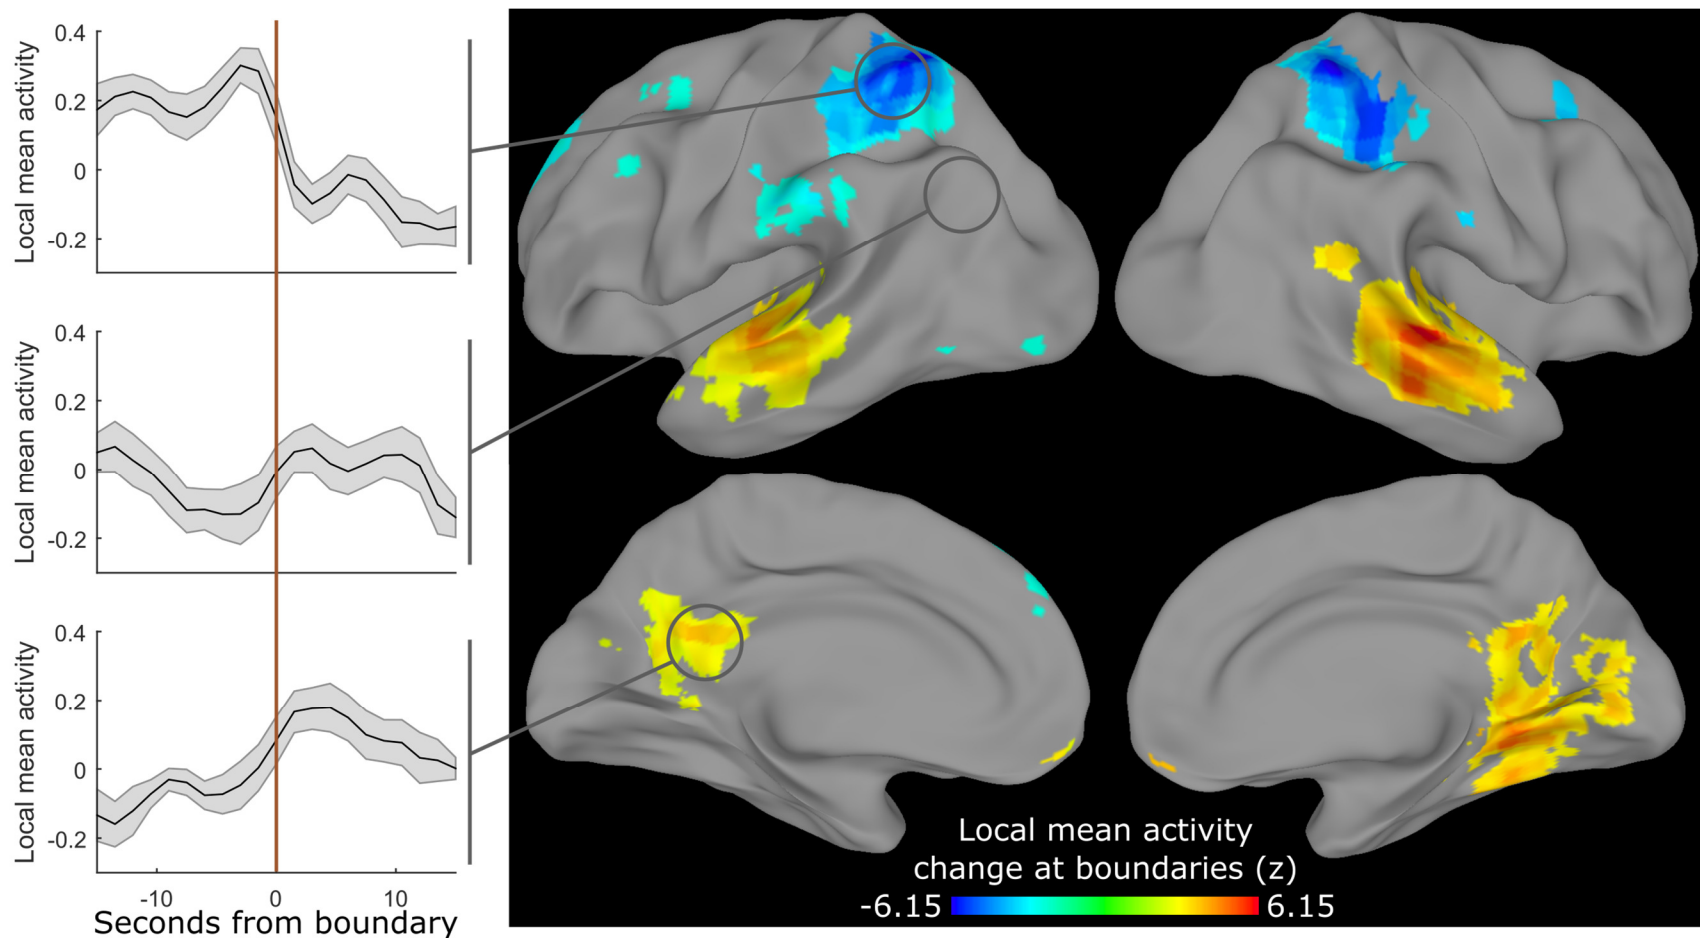 0.4
0.2
0
-0.2
Local mean activity
0.4
0.2
0
-0.2
Local mean activity
0.4
0.2
0
-0.2
Local mean activity
-10 0 10
Seconds from boundary
Local mean activity
change at boundaries (z)
-6.15 6.15